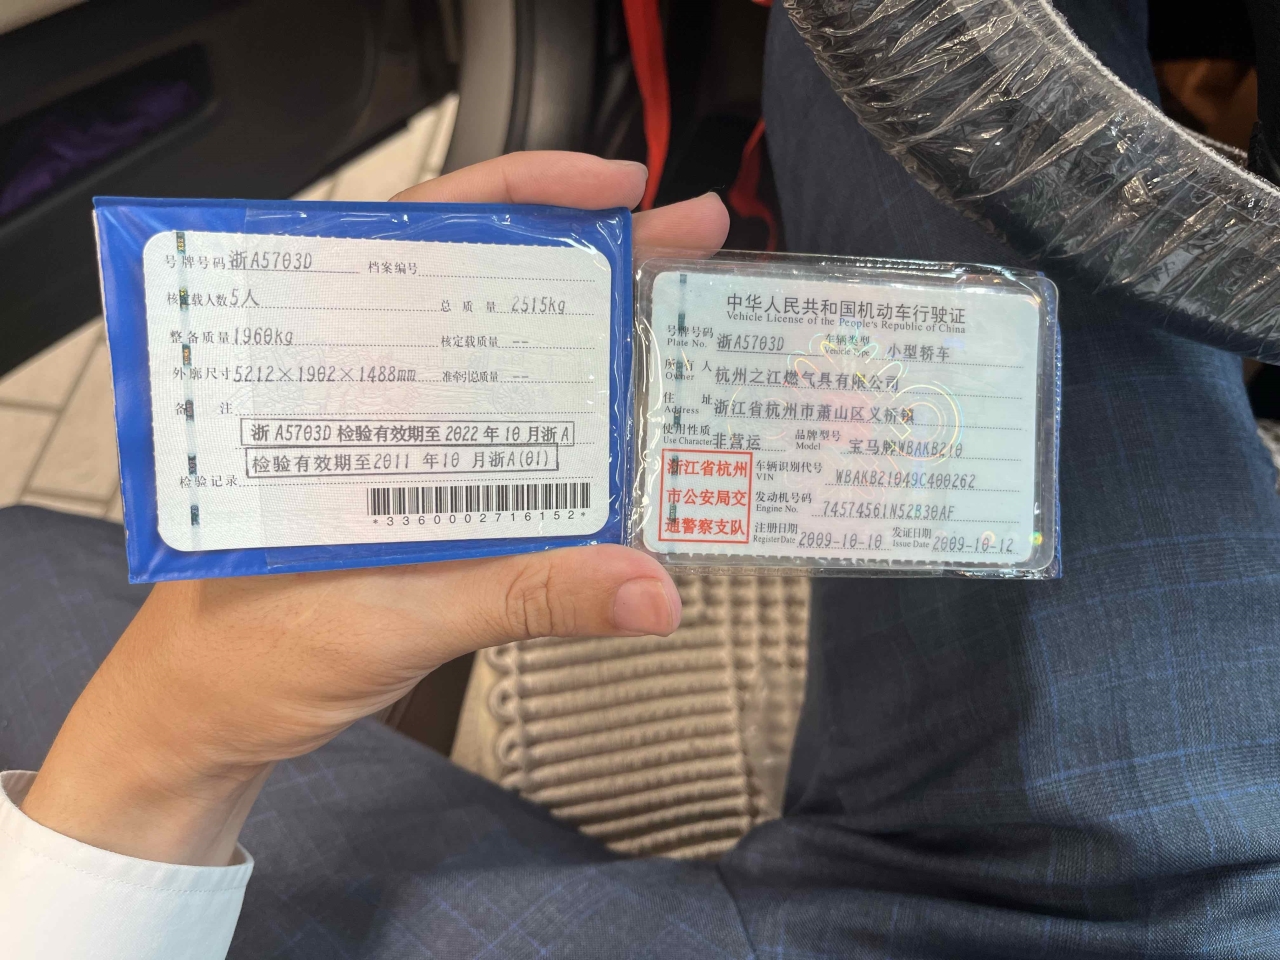 号牌号码 浙A5703D 档案编号
核定载人数 5人 总质量 2515kg
整备质量 1960kg 核定载质量 --
外廓尺寸 5212×1902×1488mm 准牵引总质量 --
备注
浙A5703D 检验有效期至2022年10月浙A
检验有效期至2011 年10 月浙A(01)
检验记录
*3360002716152*
中华人民共和国机动车行驶证
Vehicle License of the People's Republic of China
号牌号码 浙A5703D 车辆类型 小型轿车
Plate No. Vehicle Type
所有人 杭州之江燃气具有限公司
Owner
住址 浙江省杭州市萧山区义桥镇
Address
使用性质 非营运 品牌型号 宝马牌WBAKB210
Use Character Model
浙江省杭州
市公安局交
通警察支队
车辆识别代号 WBAKB21049C400262
VIN
发动机号码 74574561N52B30AF
Engine No.
注册日期 2009-10-10 发证日期 2009-10-12
Register Date Issue Date